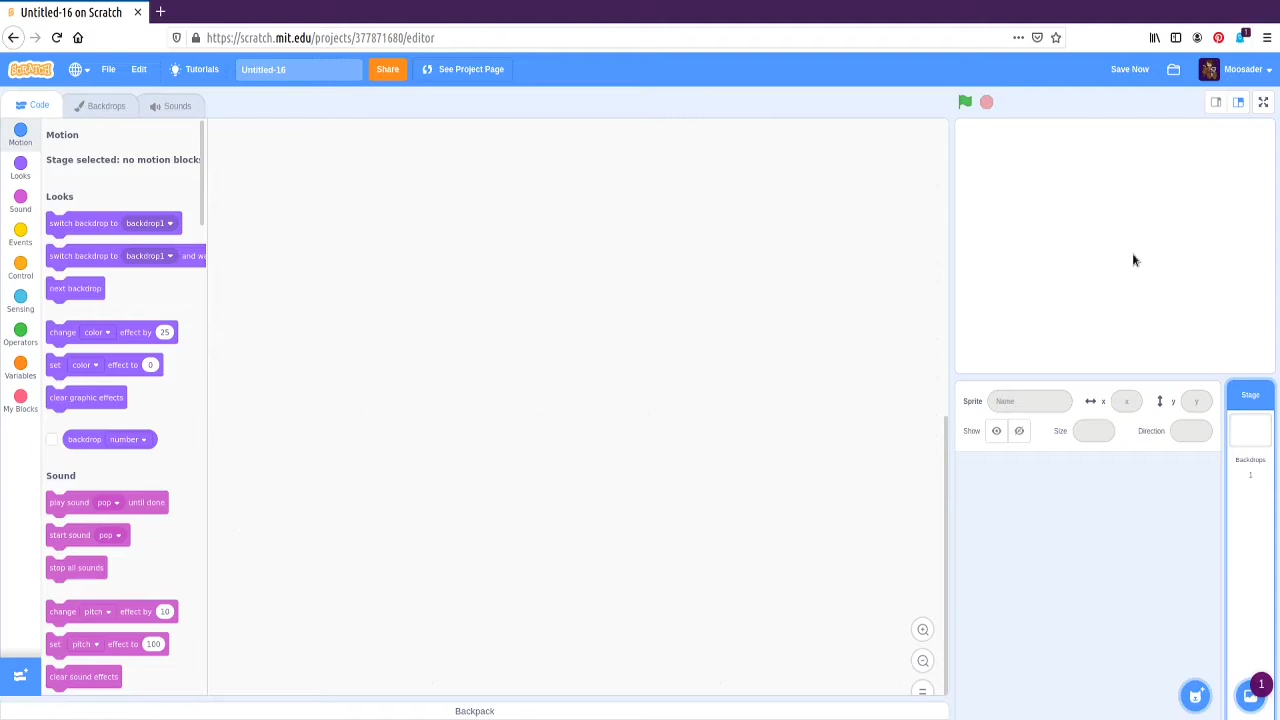 Untitled-16 on Scratch
https://scratch.mit.edu/projects/377871680/editor
1
SCRATCH
File
Edit
Tutorials
Untitled-16
Share
See Project Page
Save Now
Moosader
Code
Backdrops
Sounds
Motion
Looks
Sound
Events
Control
Sensing
Operators
Variables
My Blocks
Motion
Stage selected: no motion blocks
Looks
switch backdrop to backdrop1
switch backdrop to backdrop1 and wa
next backdrop
change color effect by 25
set color effect to 0
clear graphic effects
backdrop number
Sound
play sound pop until done
start sound pop
stop all sounds
change pitch effect by 10
set pitch effect to 100
clear sound effects
Backpack
Sprite Name x x y y
Show Size Direction
Stage
Backdrops
1
1